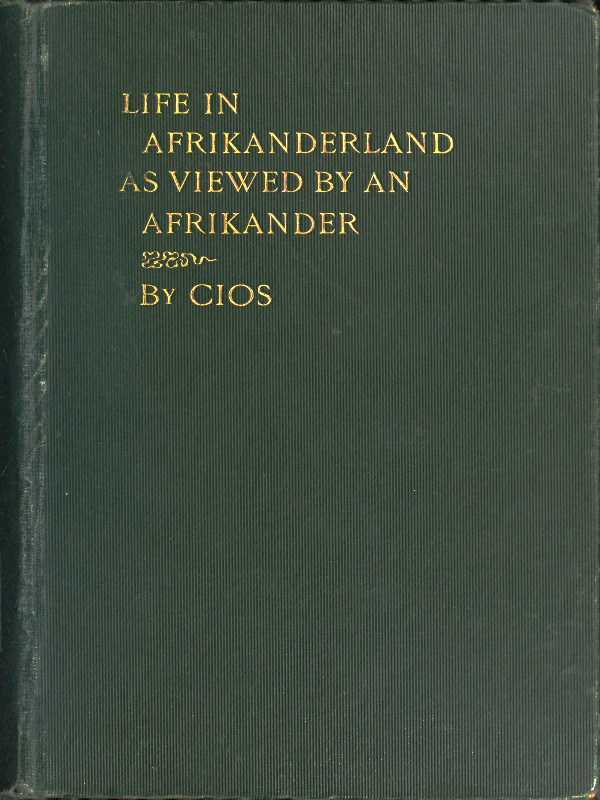 LIFE IN
AFRIKANDERLAND
AS VIEWED BY AN
AFRIKANDER
BY CIOS